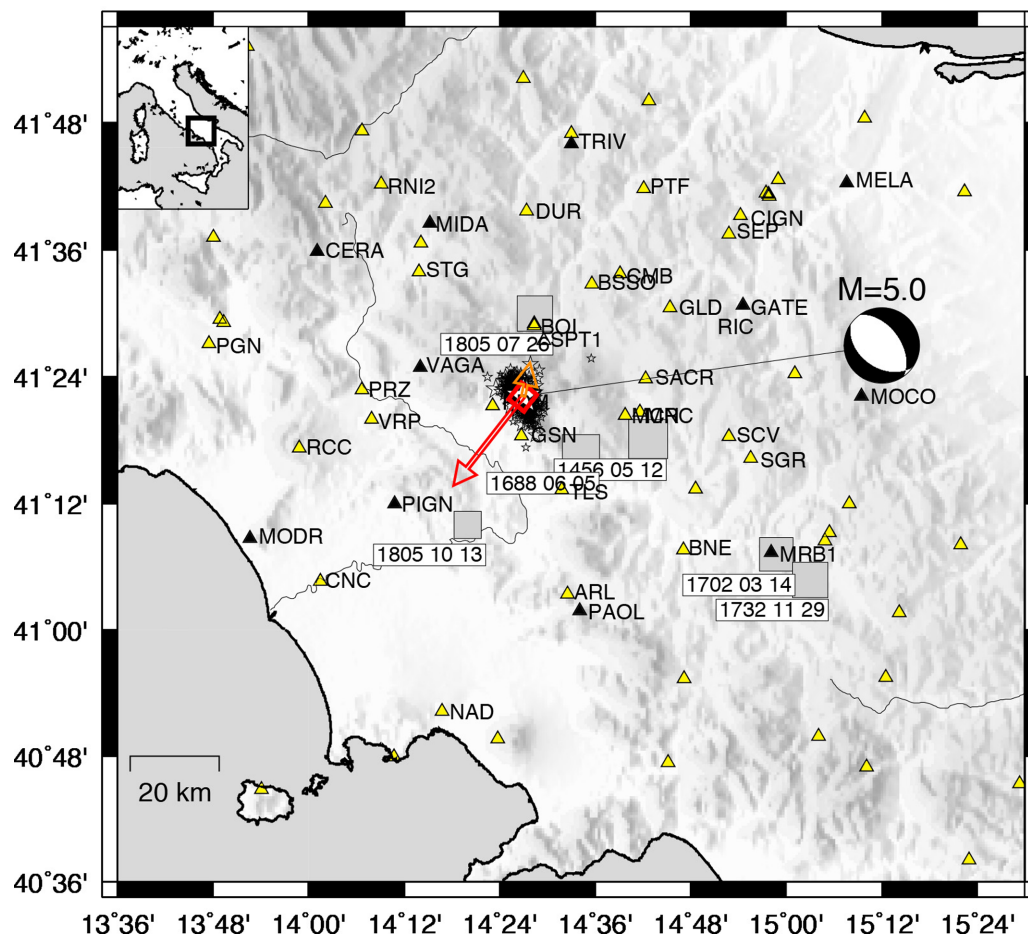 41°48'
TRIV
RNI2
PTF
MELA
DUR
CIGN
MIDA
SEP
41°36'
CERA
STG
CMB
BSSO
M=5.0
GLD
GATE
BOI
RIC
PGN
1805 07 26
ASPT1
VAGA
41°24'
SACR
PRZ
MOCO
VRP
GSN
SCV
RCC
SGR
1456 05 12
1688 06 05
TLS
41°12'
PIGN
MODR
1805 10 13
BNE
MRB1
CNC
1702 03 14
ARL
1732 11 29
PAOL
41°00'
NAD
40°48'
20 km
40°36'
13°36' 13°48' 14°00' 14°12' 14°24' 14°36' 14°48' 15°00' 15°12' 15°24'